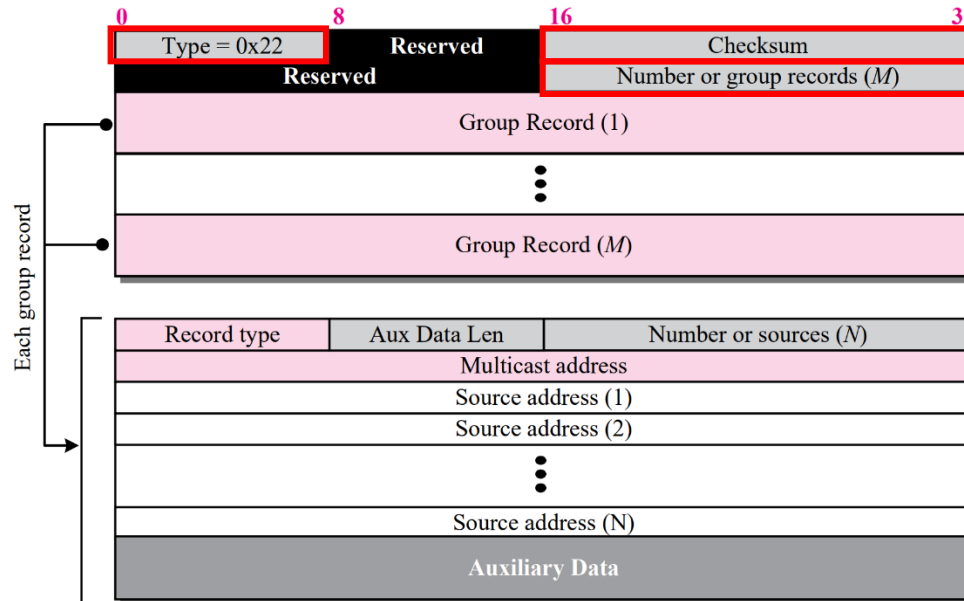 0 8 16 3
Type = 0x22 Reserved Checksum
Reserved Number or group records (M)
Group Record (1)
Group Record (M)
Each group record
Record type Aux Data Len Number or sources (N)
Multicast address
Source address (1)
Source address (2)
Source address (N)
Auxiliary Data